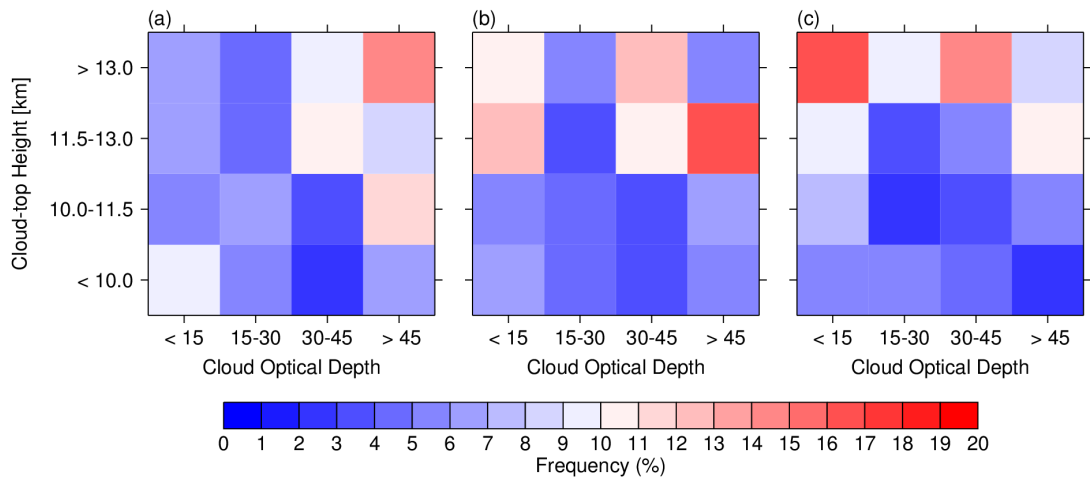 (a) (b) (c)
Cloud-top Height [km]
> 13.0
11.5-13.0
10.0-11.5
< 10.0
< 15 15-30 30-45 > 45 < 15 15-30 30-45 > 45 < 15 15-30 30-45 > 45
Cloud Optical Depth Cloud Optical Depth Cloud Optical Depth
0 1 2 3 4 5 6 7 8 9 10 11 12 13 14 15 16 17 18 19 20
Frequency (%)